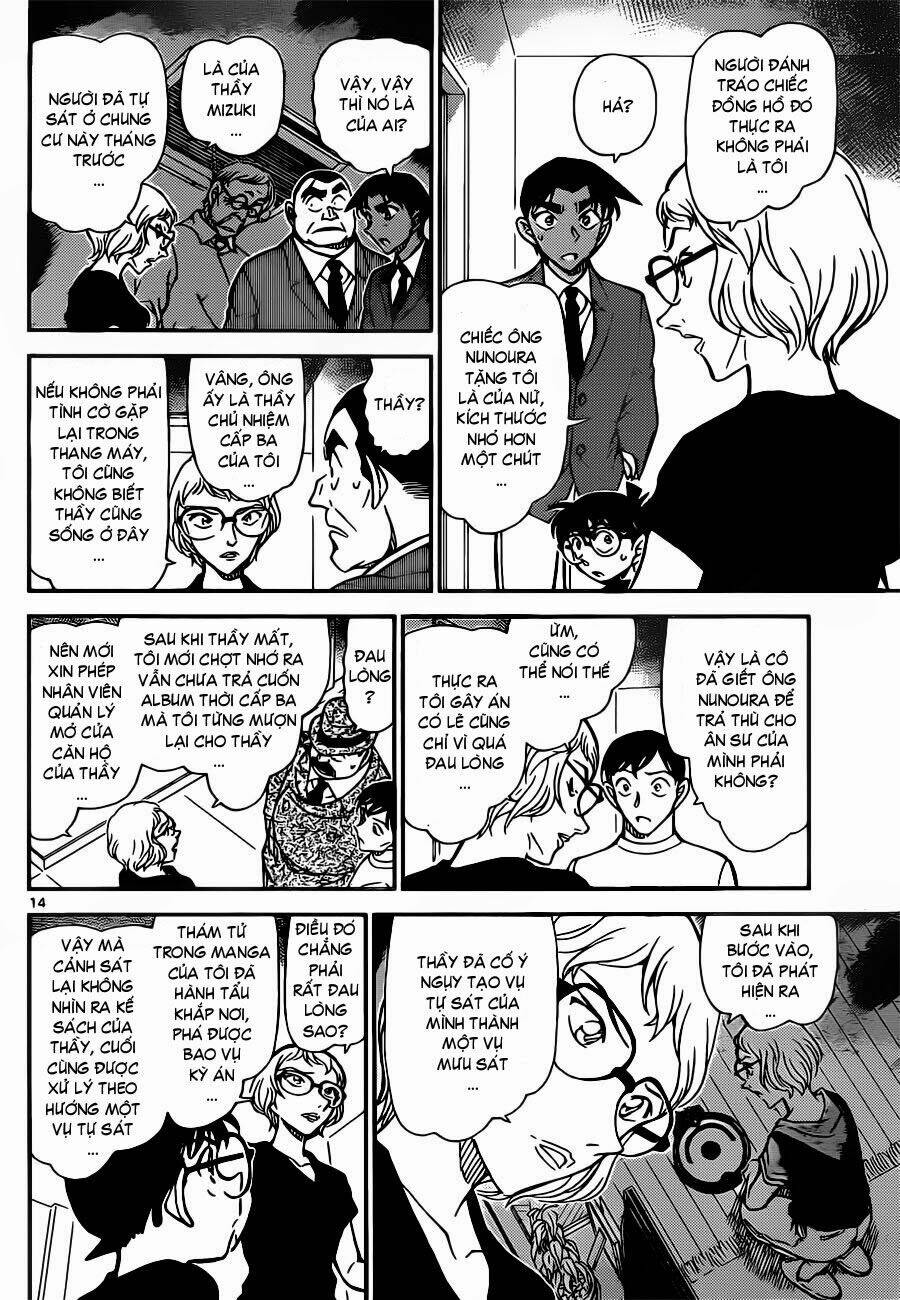 NGƯỜI ĐÁNH
TRÁO CHIẾC
ĐỒNG HỒ ĐÓ
THỰC RA
KHÔNG PHẢI
LÀ TÔI
...
HẢ?
CHIẾC ÔNG
NUNOURA
TẶNG TÔI
LÀ CỦA NỮ,
KÍCH THƯỚC
NHỎ HƠN
MỘT CHÚT
...
VẬY, VẬY
THÌ NÓ LÀ
CỦA AI?
LÀ CỦA
THẦY
MIZUKI
...
NGƯỜI ĐÃ TỰ
SÁT Ở CHUNG
CƯ NÀY THÁNG
TRƯỚC
...
THẦY?
VÂNG, ÔNG
ẤY LÀ THẦY
CHỦ NHIỆM
CẤP BA
CỦA TÔI
...
NẾU KHÔNG PHẢI
TÌNH CỜ GẶP
LẠI TRONG
THANG MÁY,
TÔI CŨNG
KHÔNG BIẾT
THẦY CŨNG
SỐNG Ở ĐÂY
...
VẬY LÀ CÔ
ĐÃ GIẾT ÔNG
NUNOURA ĐỂ
TRẢ THÙ CHO
ÂN SƯ CỦA
MÌNH PHẢI
KHÔNG?
ỪM,
CŨNG CÓ
THỂ NÓI THẾ
...
THỰC RA
TÔI GÂY ÁN
CÓ LẼ CŨNG
CHỈ VÌ QUÁ
ĐAU LÒNG
...
ĐAU
LÒNG
?
SAU KHI THẦY MẤT,
TÔI MỚI CHỢT NHỚ RA
VẪN CHƯA TRẢ CUỐN
ALBUM THỜI CẤP BA
MÀ TÔI TỪNG MƯỢN
LẠI CHO THẦY
...
NÊN MỚI
XIN PHÉP
NHÂN VIÊN
QUẢN LÝ
MỞ CỬA
CĂN HỘ
CỦA THẦY
...
14
SAU KHI
BƯỚC VÀO,
TÔI ĐÃ PHÁT
HIỆN RA
...
THẦY ĐÃ CỐ Ý
NGỤY TẠO VỤ
TỰ SÁT CỦA
MÌNH THÀNH
MỘT VỤ
MƯU SÁT
...
ĐIỀU ĐÓ
CHẲNG
PHẢI
RẤT ĐAU
LÒNG
SAO?
THÁM TỬ
TRONG MANGA
CỦA TÔI ĐÃ
HÀNH TẨU
KHẮP NƠI,
PHÁ ĐƯỢC
BAO VỤ
KỲ ÁN
...
VẬY MÀ
CẢNH SÁT
LẠI KHÔNG
NHÌN RA KẾ
SÁCH CỦA
THẦY, CUỐI
CÙNG ĐƯỢC
XỬ LÝ THEO
HƯỚNG MỘT
VỤ TỰ SÁT
...